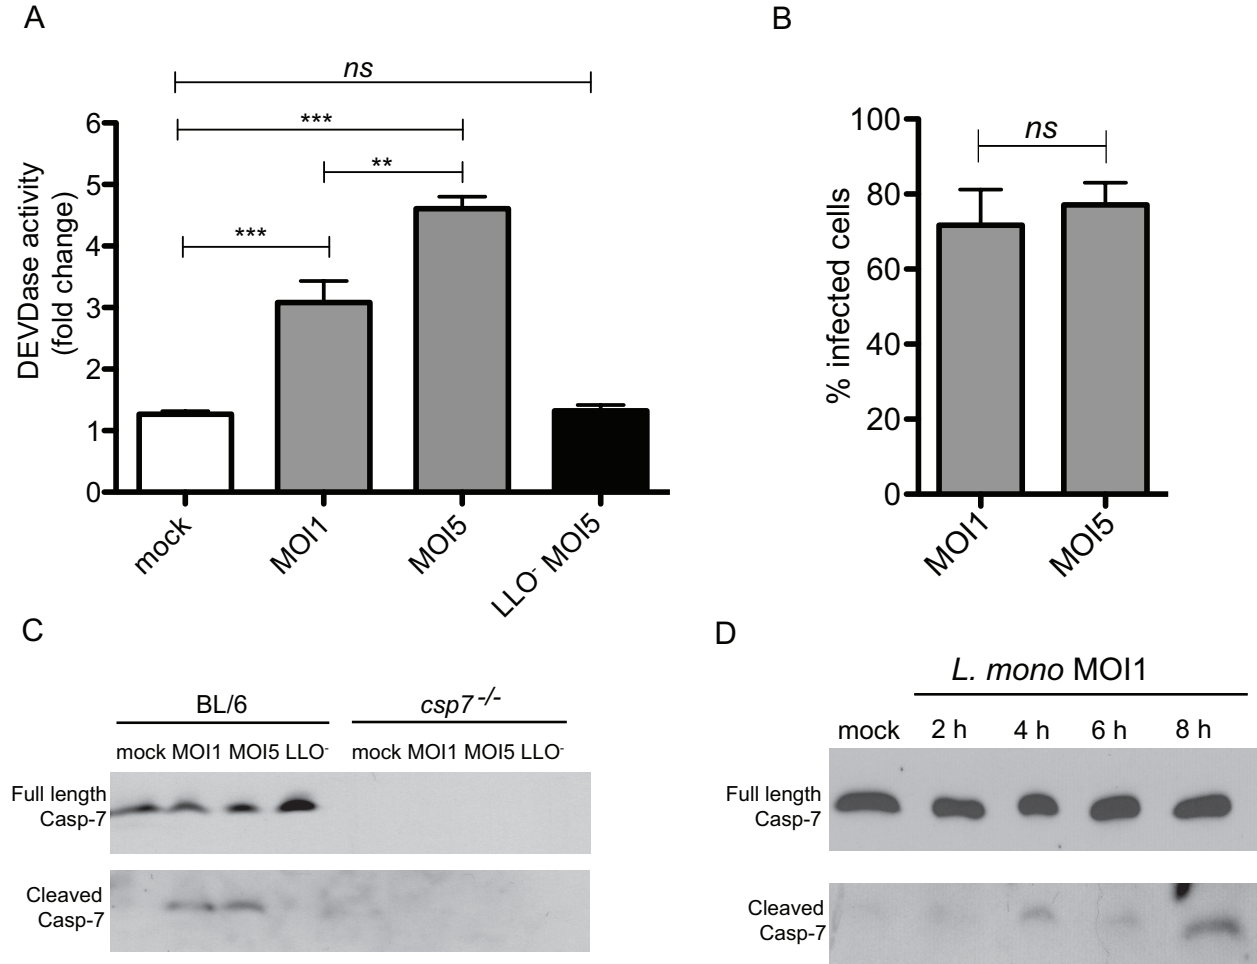 A
ns
***
**
***
DEVDase activity
(fold change)
6
5
4
3
2
1
0
mock
MOI1
MOI5
LLO⁻ MOI5
B
ns
% infected cells
100
80
60
40
20
0
MOI1
MOI5
C
BL/6
csp7⁻/⁻
mock MOI1 MOI5 LLO⁻
mock MOI1 MOI5 LLO⁻
Full length
Casp-7
Cleaved
Casp-7
D
L. mono MOI1
mock 2 h 4 h 6 h 8 h
Full length
Casp-7
Cleaved
Casp-7